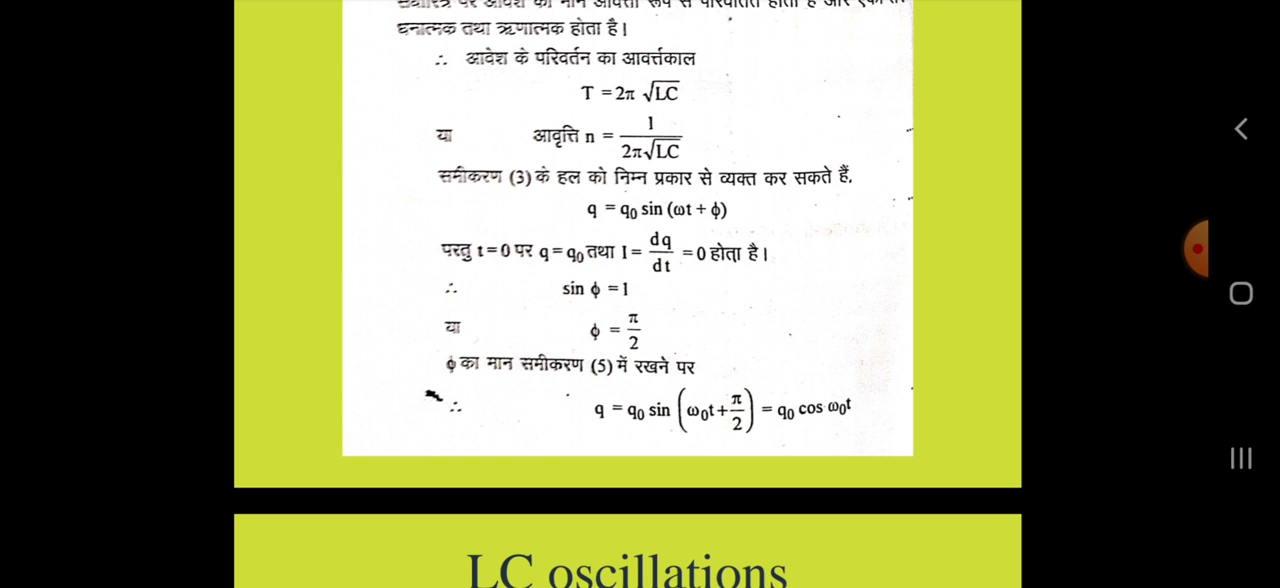 धनात्मक तथा ऋणात्मक होता है।
∴ आवेश के परिवर्तन का आवर्त्तकाल
T = 2π √LC
या आवृत्ति n = 1 / 2π√LC
समीकरण (3) के हल को निम्न प्रकार से व्यक्त कर सकते हैं.
q = q₀ sin (ωt + ϕ)
परतु t = 0 पर q = q₀ तथा I = dq/dt = 0 होता है।
∴ sin ϕ = 1
या ϕ = π/2
ϕ का मान समीकरण (5) में रखने पर
∴ q = q₀ sin (ω₀t + π/2) = q₀ cos ω₀t
LC oscillations